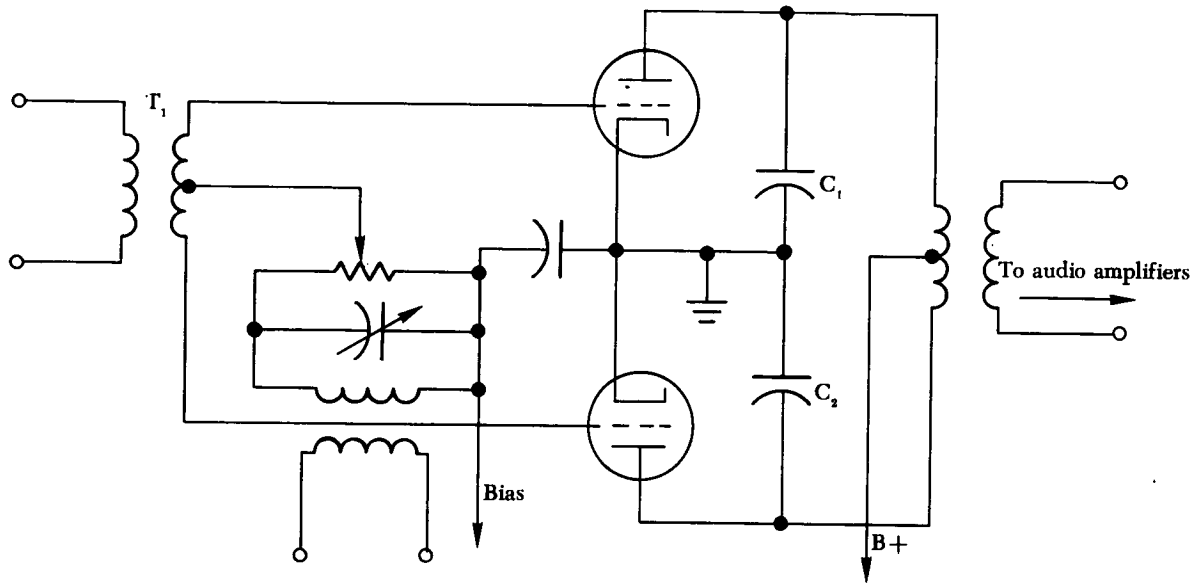 T₁
C₁
To audio amplifiers
C₂
Bias
B+